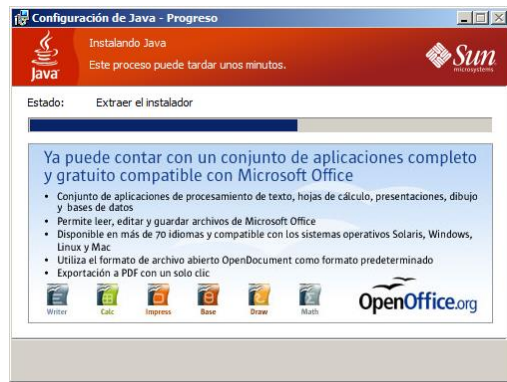 Configuración de Java - Progreso
Instalando Java
Este proceso puede tardar unos minutos.
Java
Sun
microsystems
Estado: Extraer el instalador
Ya puede contar con un conjunto de aplicaciones completo
y gratuito compatible con Microsoft Office
• Conjunto de aplicaciones de procesamiento de texto, hojas de cálculo, presentaciones, dibujo
y bases de datos
• Permite leer, editar y guardar archivos de Microsoft Office
• Disponible en más de 70 idiomas y compatible con los sistemas operativos Solaris, Windows,
Linux y Mac
• Utiliza el formato de archivo abierto OpenDocument como formato predeterminado
• Exportación a PDF con un solo clic
Writer Calc Impress Base Draw Math
OpenOffice.org